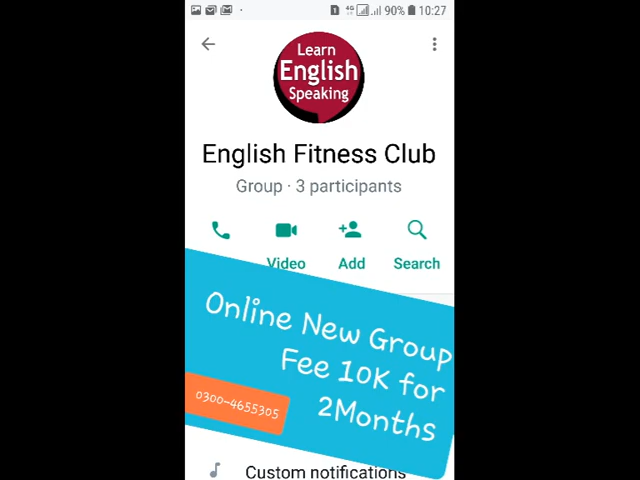 90% 10:27
Learn
English
Speaking
English Fitness Club
Group · 3 participants
Video Add Search
Online New Group
Fee 10K for
2Months
0300-4655305
Custom notifications